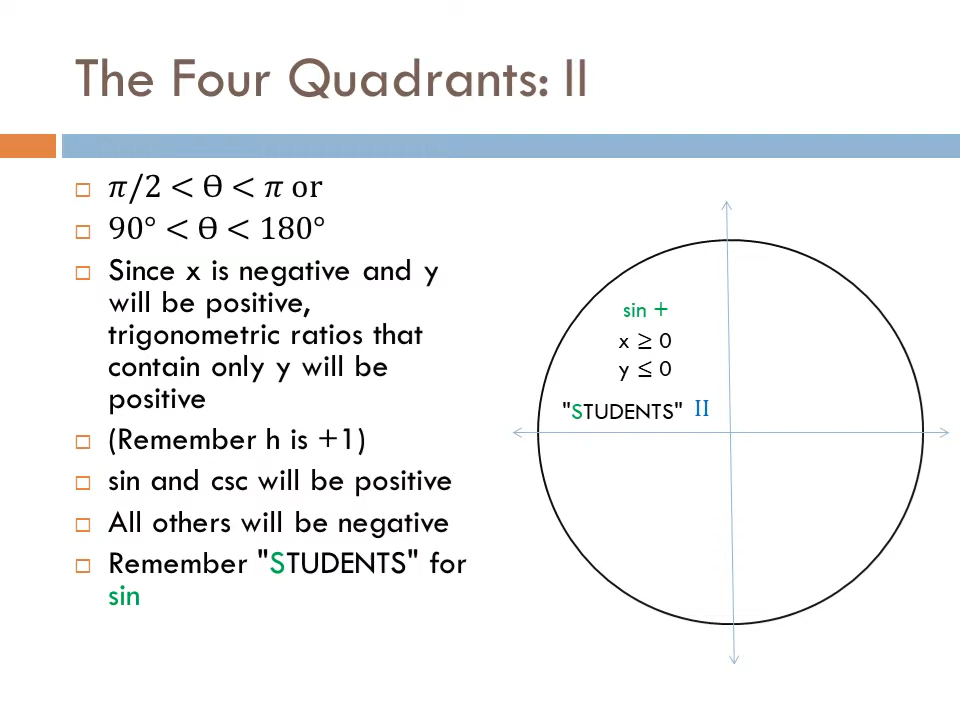 The Four Quadrants: II
π/2 < Ө < π or
90° < Ө < 180°
Since x is negative and y
will be positive,
trigonometric ratios that
contain only y will be
positive
(Remember h is +1)
sin and csc will be positive
All others will be negative
Remember "STUDENTS" for
sin
sin +
x ≥ 0
y ≤ 0
"STUDENTS" II